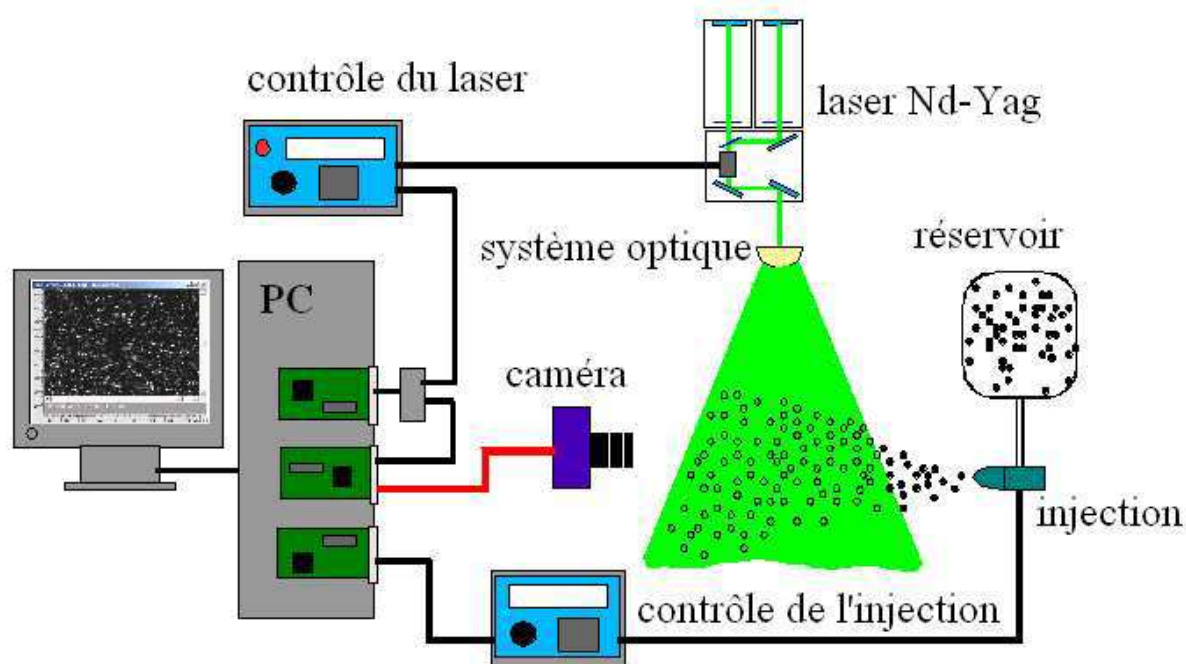 contrôle du laser
laser Nd-Yag
système optique
réservoir
PC
caméra
injection
contrôle de l'injection